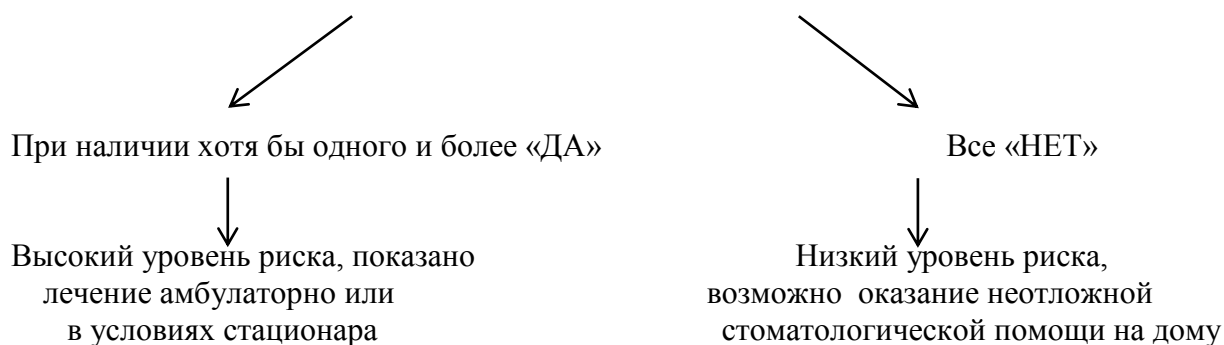 При наличии хотя бы одного и более «ДА»
Все «НЕТ»
Высокий уровень риска, показано
лечение амбулаторно или
в условиях стационара
Низкий уровень риска,
возможно оказание неотложной
стоматологической помощи на дому